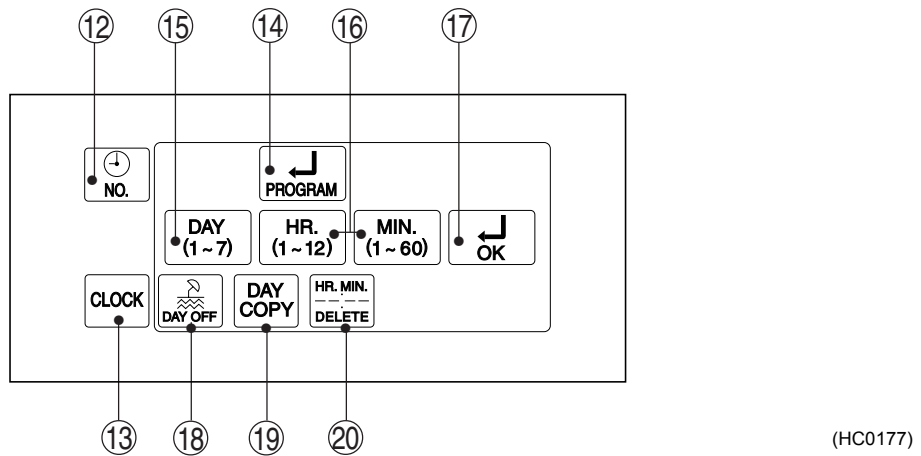 ⑫ ⑮ ⑭ ⑯ ⑰
NO.
PROGRAM
DAY
(1 ~ 7)
HR.
(1 ~ 12)
MIN.
(1 ~ 60)
OK
CLOCK
DAY OFF
DAY
COPY
HR. MIN.
--:--
DELETE
⑬ ⑱ ⑲ ⑳
(HC0177)